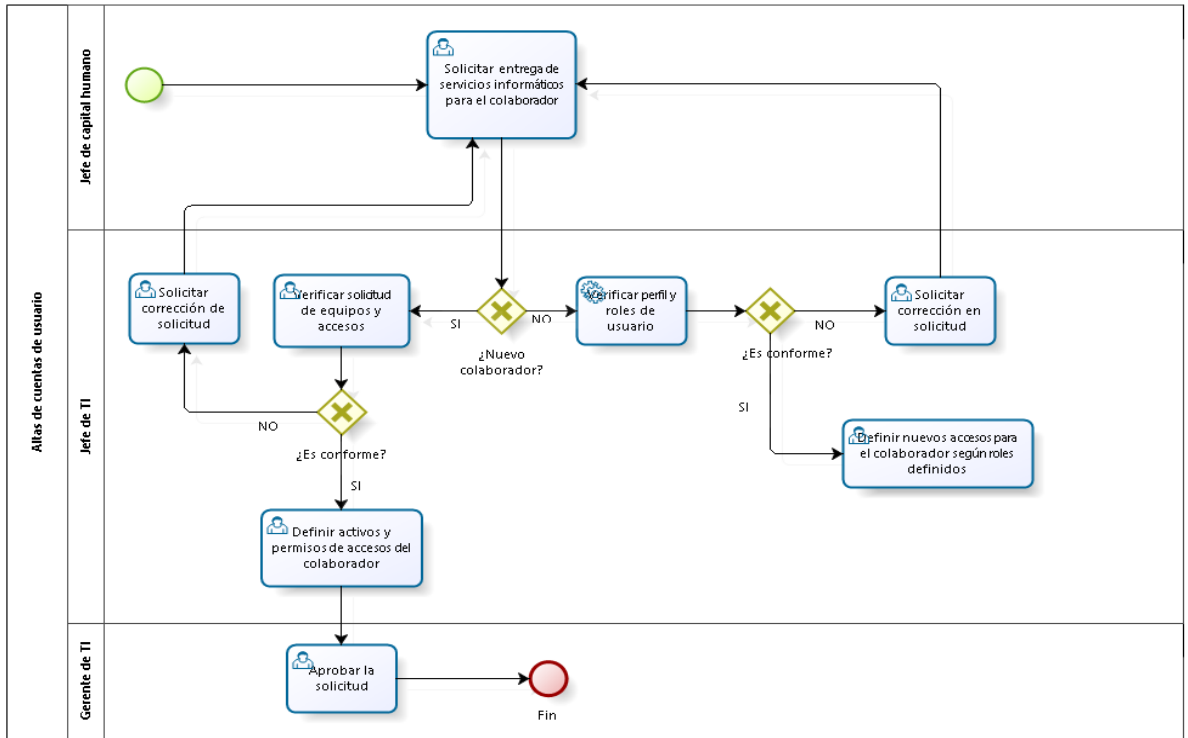 Altas de cuentas de usuario
Jefe de capital humano
Solicitar entrega de
servicios informáticos
para el colaborador
Jefe de TI
Solicitar
corrección de
solicitud
Verificar solicitud
de equipos y
accesos
SI
NO
¿Nuevo
colaborador?
Verificar perfil y
roles de
usuario
NO
¿Es conforme?
Solicitar
corrección en
solicitud
SI
Definir nuevos accesos para
el colaborador según roles
definidos
NO
¿Es conforme?
SI
Definir activos y
permisos de accesos del
colaborador
Gerente de TI
Aprobar la
solicitud
Fin